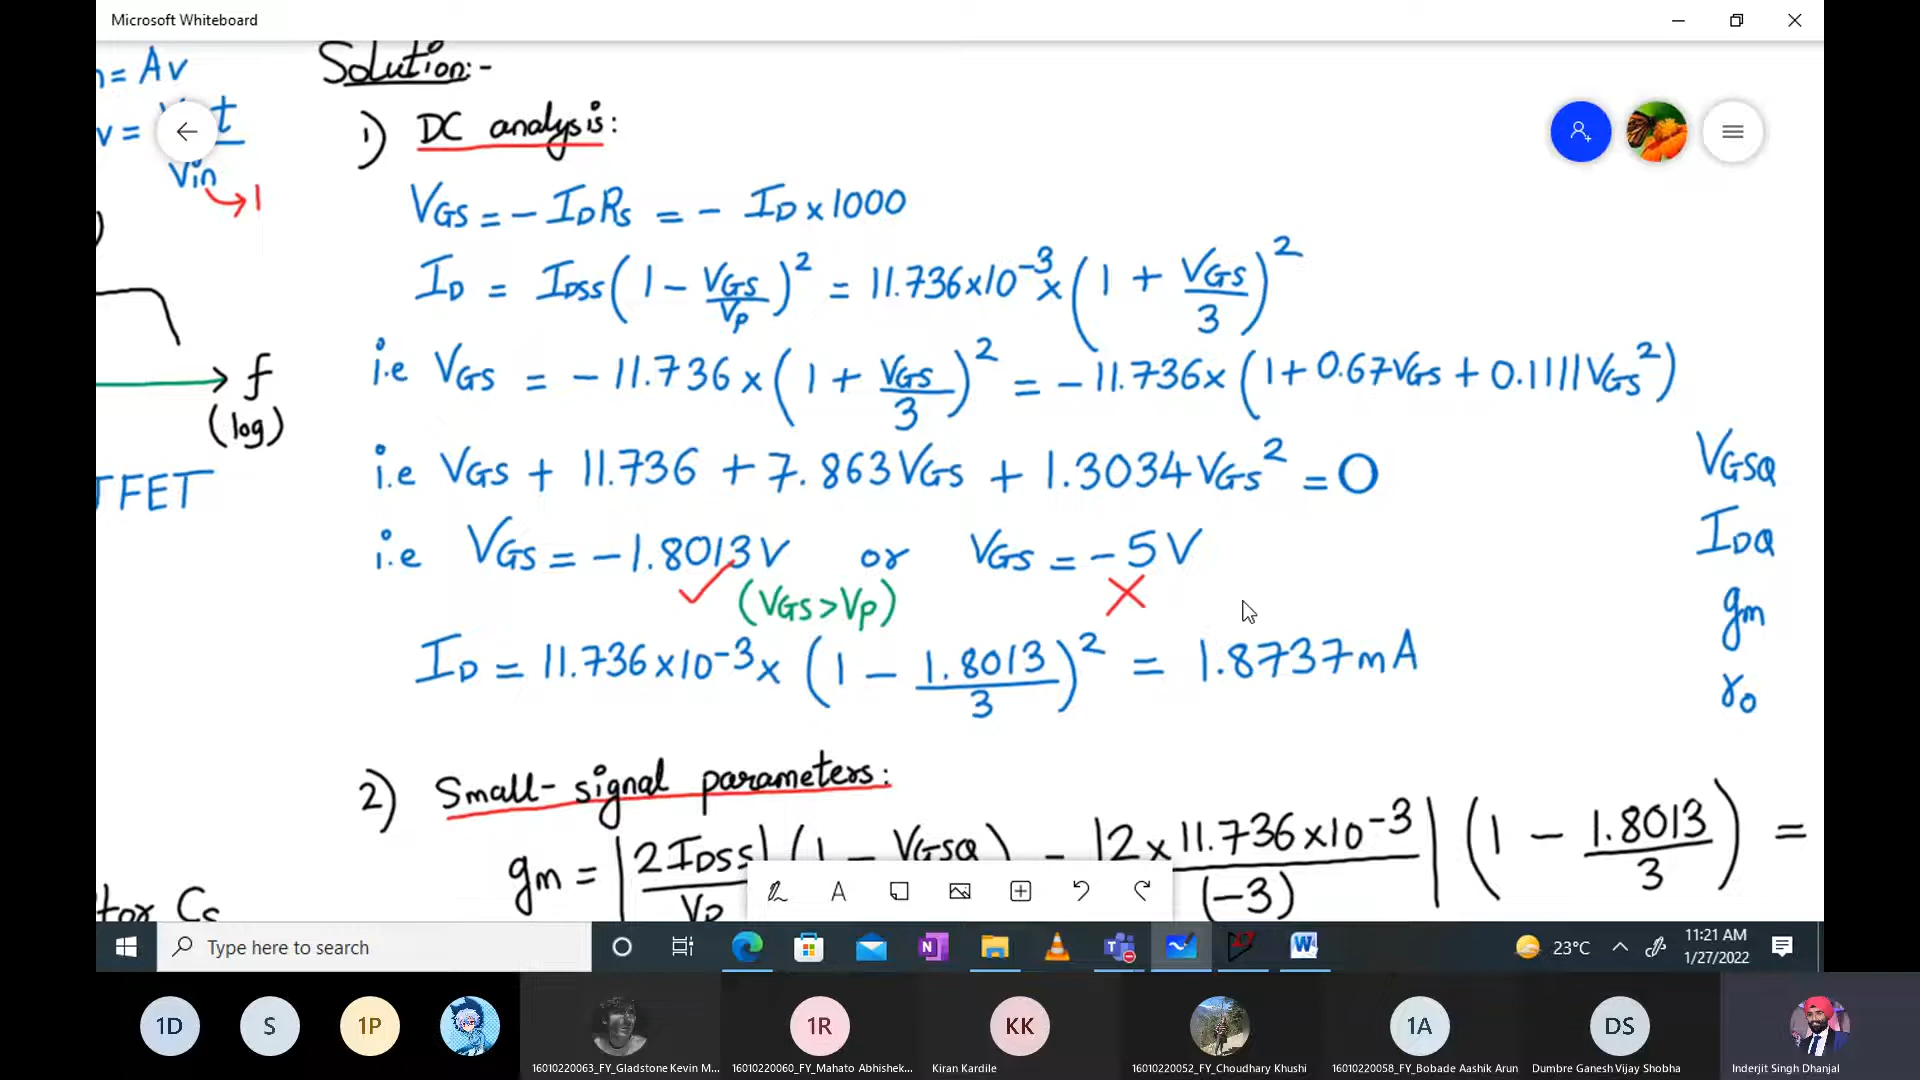 Microsoft Whiteboard
= Av
v =
Vin
→1
f
(log)
TFET
tor Cs
Solution:-
1) DC analysis:
VGS = - IDRS = - ID x 1000
ID = IDSS(1 - VGS/Vp)² = 11.736x10⁻³ x (1 + VGS/3)²
i.e VGS = - 11.736 x (1 + VGS/3)² = - 11.736 x (1 + 0.67VGS + 0.1111VGS²)
i.e VGS + 11.736 + 7.863VGS + 1.3034VGS² = 0
i.e VGS = -1.8013V or VGS = -5V
(VGS > Vp)
ID = 11.736x10⁻³ x (1 - 1.8013/3)² = 1.8737mA
VGSQ
IDQ
gm
ro
2) Small-signal parameters:
gm = |2IDSS/Vp| (1 - VGSQ) = |2 x 11.736x10⁻³/(-3)| (1 - 1.8013/3) =
Type here to search
23°C
11:21 AM
1/27/2022
1D
S
1P
1R
KK
1A
DS
16010220063_FY_Gladstone Kevin M...
16010220060_FY_Mahato Abhishek...
Kiran Kardile
16010220052_FY_Choudhary Khushi
16010220058_FY_Bobade Aashik Arun
Dumbre Ganesh Vijay Shobha
Inderjit Singh Dhanjal